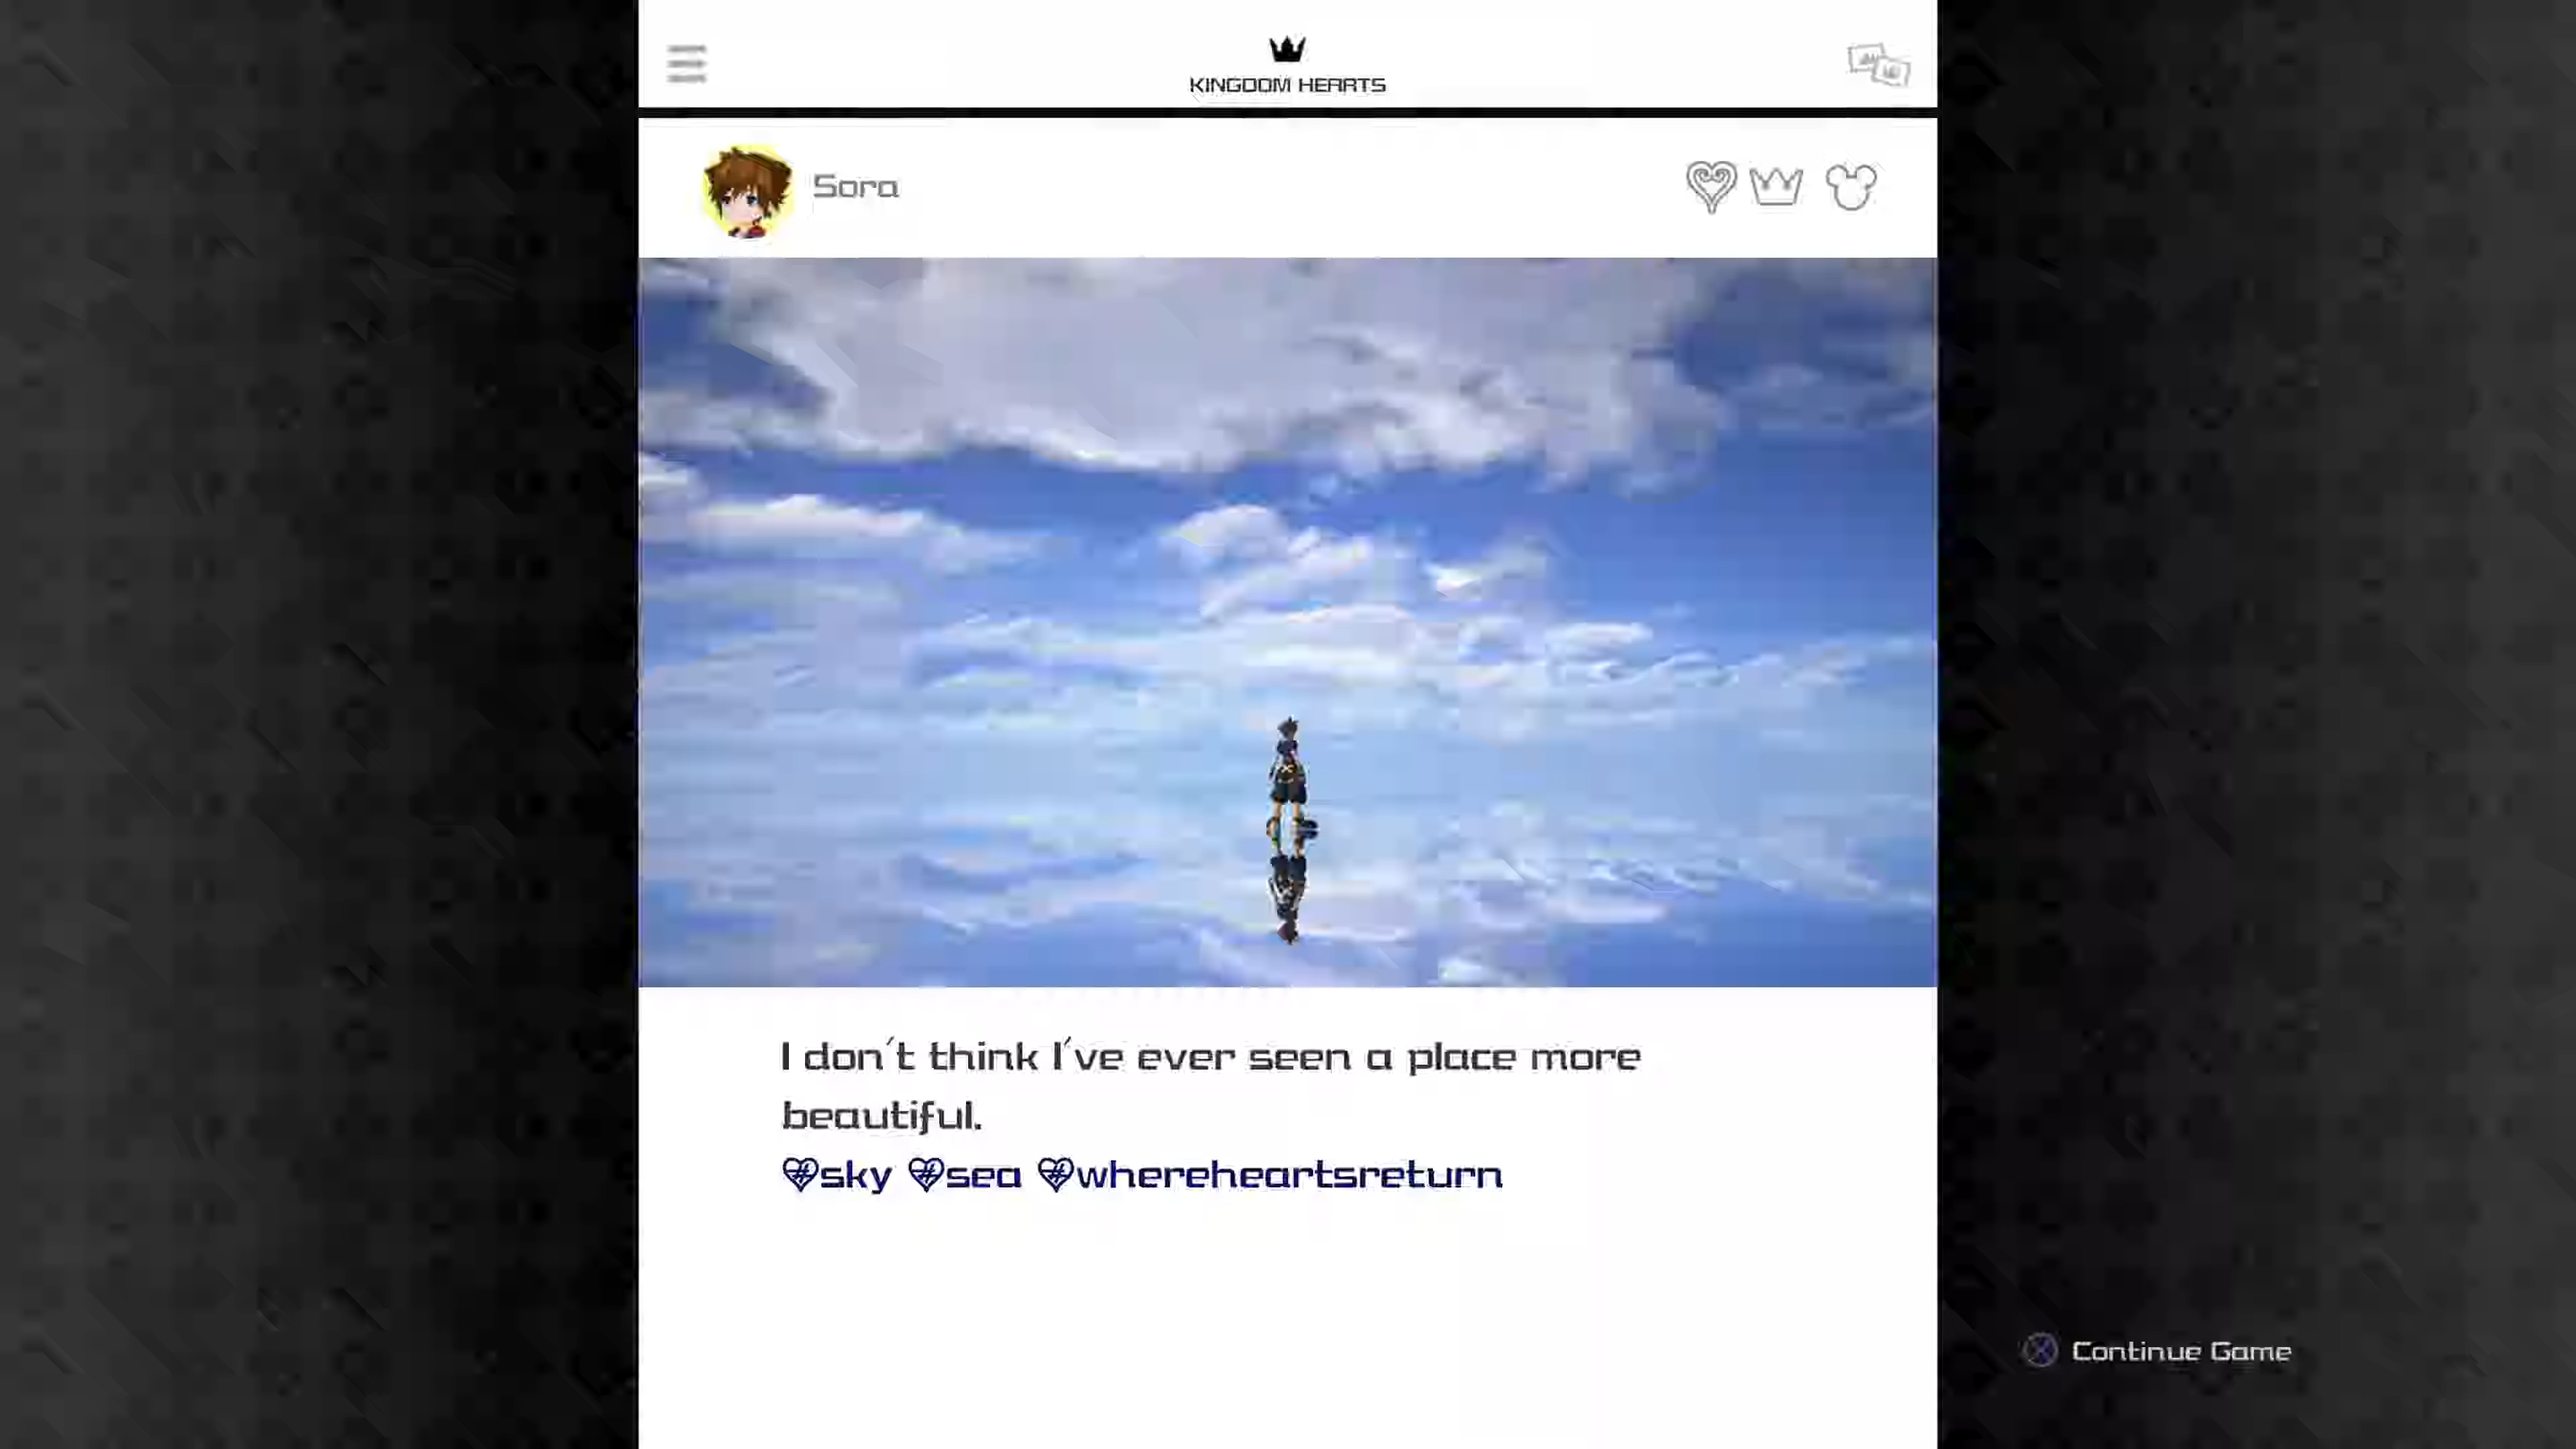 KINGDOM HEARTS
Sora
I don't think I've ever seen a place more
beautiful.
#sky #sea #whereheartsreturn
Continue Game